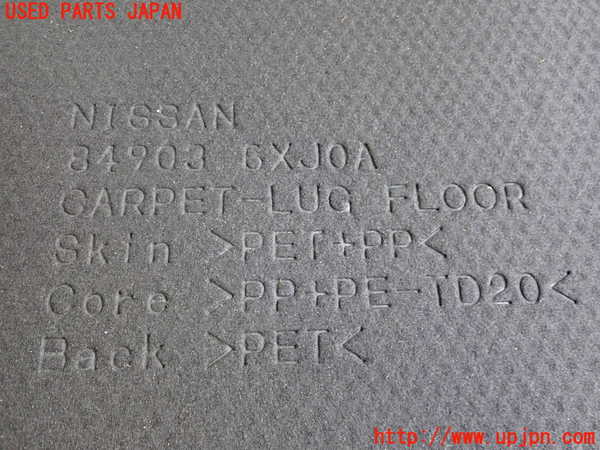 USED PARTS JAPAN
NISSAN
84903 6XJ0A
CARPET-LUG FLOOR
Skin >PET+PP<
Core >PP+PE-TD20<
Back >PET<
http://www.upjpn.com